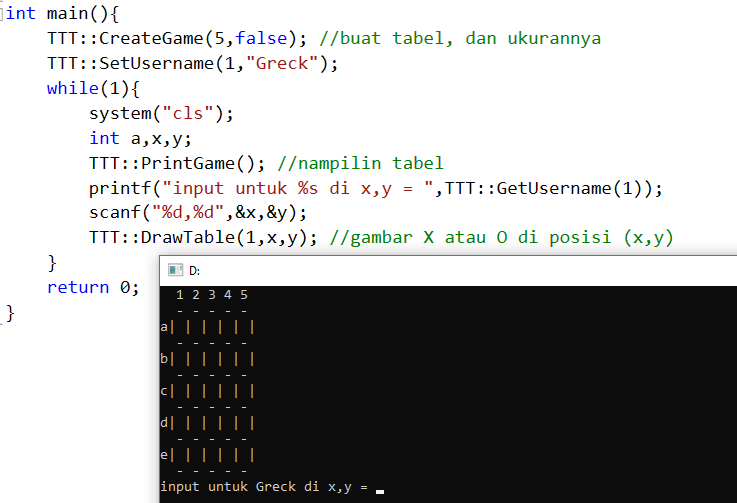 int main(){
TTT::CreateGame(5,false); //buat tabel, dan ukurannya
TTT::SetUsername(1,"Greck");
while(1){
system("cls");
int a,x,y;
TTT::PrintGame(); //nampilin tabel
printf("input untuk %s di x,y = ",TTT::GetUsername(1));
scanf("%d,%d",&x,&y);
TTT::DrawTable(1,x,y); //gambar X atau O di posisi (x,y)
}
return 0;
}
D:
1 2 3 4 5
- - - - -
a| | | | | |
- - - - -
b| | | | | |
- - - - -
c| | | | | |
- - - - -
d| | | | | |
- - - - -
e| | | | | |
- - - - -
input untuk Greck di x,y = _